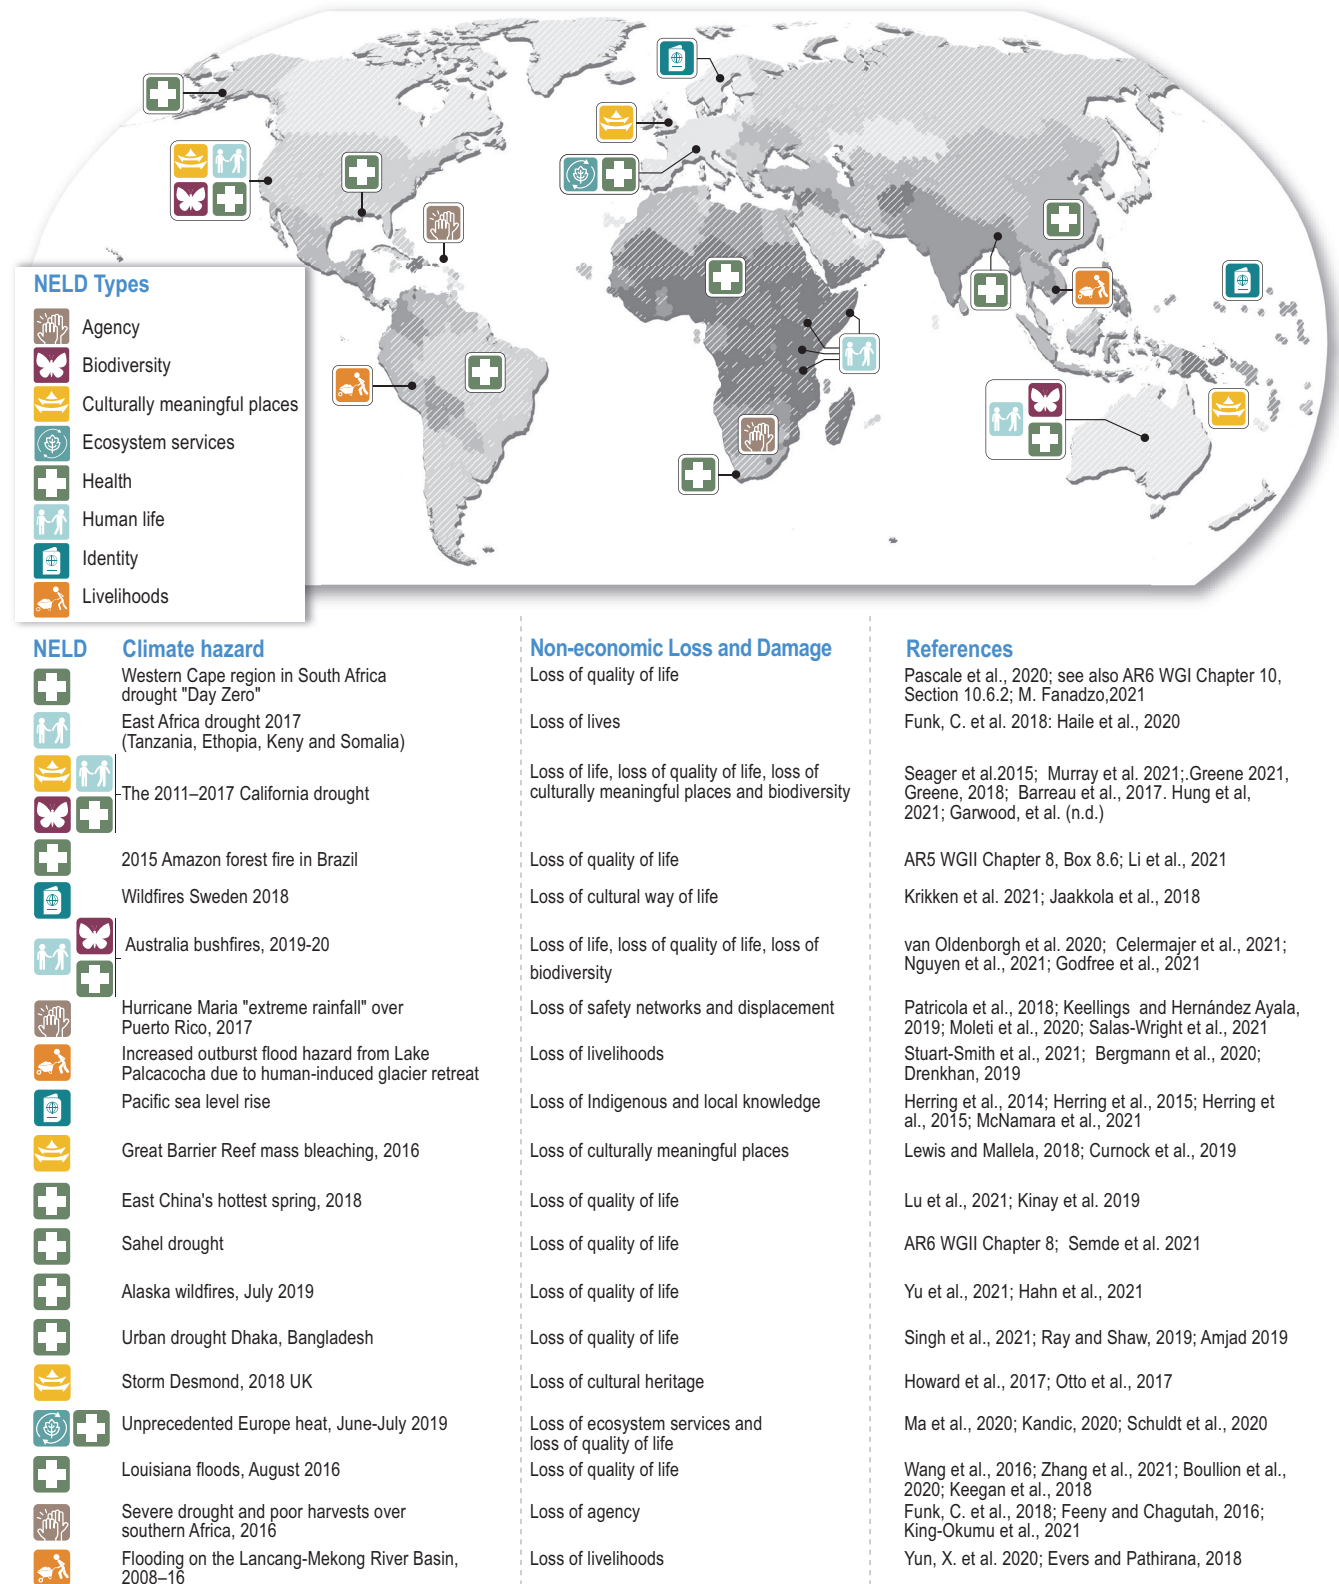 NELD Types
Agency
Biodiversity
Culturally meaningful places
Ecosystem services
Health
Human life
Identity
Livelihoods
NELD Climate hazard Non-economic Loss and Damage References
Western Cape region in South Africa
drought "Day Zero"
Loss of quality of life
Pascale et al., 2020; see also AR6 WGI Chapter 10,
Section 10.6.2; M. Fanadzo,2021
East Africa drought 2017
(Tanzania, Ethopia, Keny and Somalia)
Loss of lives
Funk, C. et al. 2018: Haile et al., 2020
The 2011–2017 California drought
Loss of life, loss of quality of life, loss of
culturally meaningful places and biodiversity
Seager et al.2015; Murray et al. 2021;.Greene 2021,
Greene, 2018; Barreau et al., 2017. Hung et al,
2021; Garwood, et al. (n.d.)
2015 Amazon forest fire in Brazil
Loss of quality of life
AR5 WGII Chapter 8, Box 8.6; Li et al., 2021
Wildfires Sweden 2018
Loss of cultural way of life
Krikken et al. 2021; Jaakkola et al., 2018
Australia bushfires, 2019-20
Loss of life, loss of quality of life, loss of
biodiversity
van Oldenborgh et al. 2020; Celermajer et al., 2021;
Nguyen et al., 2021; Godfree et al., 2021
Hurricane Maria "extreme rainfall" over
Puerto Rico, 2017
Loss of safety networks and displacement
Patricola et al., 2018; Keellings and Hernández Ayala,
2019; Moleti et al., 2020; Salas-Wright et al., 2021
Increased outburst flood hazard from Lake
Palcacocha due to human-induced glacier retreat
Loss of livelihoods
Stuart-Smith et al., 2021; Bergmann et al., 2020;
Drenkhan, 2019
Pacific sea level rise
Loss of Indigenous and local knowledge
Herring et al., 2014; Herring et al., 2015; Herring et
al., 2015; McNamara et al., 2021
Great Barrier Reef mass bleaching, 2016
Loss of culturally meaningful places
Lewis and Mallela, 2018; Curnock et al., 2019
East China's hottest spring, 2018
Loss of quality of life
Lu et al., 2021; Kinay et al. 2019
Sahel drought
Loss of quality of life
AR6 WGII Chapter 8; Semde et al. 2021
Alaska wildfires, July 2019
Loss of quality of life
Yu et al., 2021; Hahn et al., 2021
Urban drought Dhaka, Bangladesh
Loss of quality of life
Singh et al., 2021; Ray and Shaw, 2019; Amjad 2019
Storm Desmond, 2018 UK
Loss of cultural heritage
Howard et al., 2017; Otto et al., 2017
Unprecedented Europe heat, June-July 2019
Loss of ecosystem services and
loss of quality of life
Ma et al., 2020; Kandic, 2020; Schuldt et al., 2020
Louisiana floods, August 2016
Loss of quality of life
Wang et al., 2016; Zhang et al., 2021; Boullion et al.,
2020; Keegan et al., 2018
Severe drought and poor harvests over
southern Africa, 2016
Loss of agency
Funk, C. et al., 2018; Feeny and Chagutah, 2016;
King-Okumu et al., 2021
Flooding on the Lancang-Mekong River Basin,
2008–16
Loss of livelihoods
Yun, X. et al. 2020; Evers and Pathirana, 2018